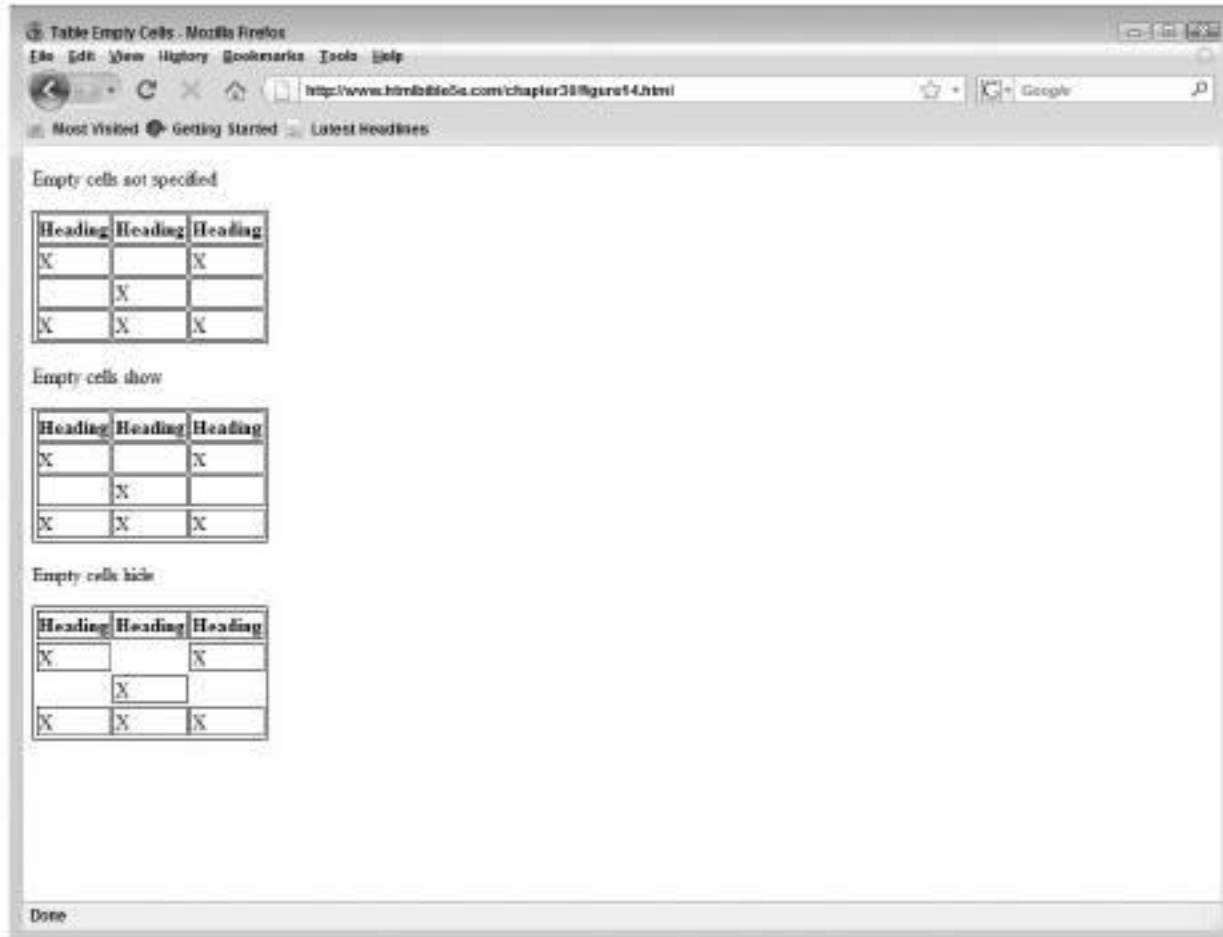 Table Empty Cells - Mozilla Firefox
File Edit View History Bookmarks Tools Help
http://www.htmlbible5e.com/chapter30/figure14.html
Google
Most Visited Getting Started Latest Headlines
Empty cells not specified
Heading Heading Heading
X X
X
X X X
Empty cells show
Heading Heading Heading
X X
X
X X X
Empty cells hide
Heading Heading Heading
X X
X
X X X
Done